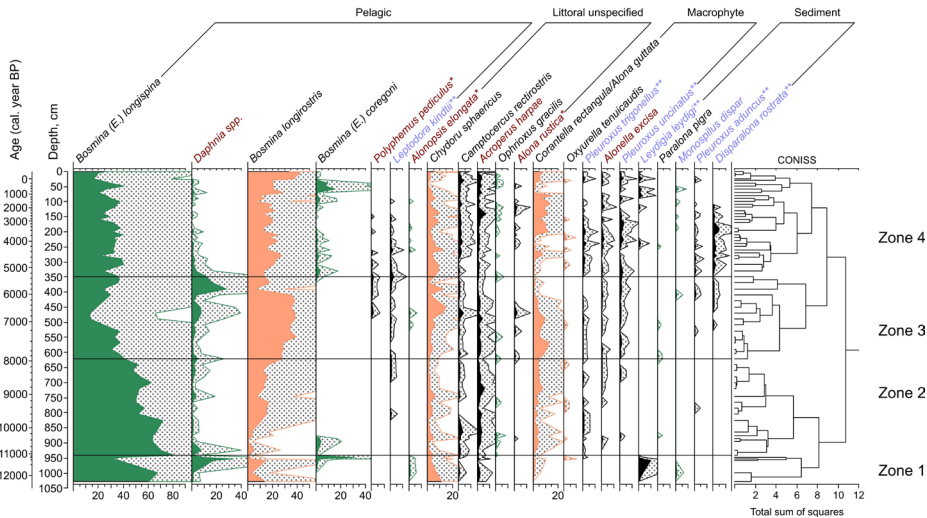 Pelagic
Littoral unspecified
Macrophyte
Sediment
Age (cal. year BP)
Depth, cm
Bosmina (E.) longispina
Daphnia spp.
Bosmina longirostris
Bosmina (E.) coregoni
Polyphemus pediculus*
Leptodora kindtii**
Alonopsis elongata*
Chydoru sphaericus
Camptocercus rectirostris
Acroperus harpae
Ophroxus gracilis
Alona rustica*
Corantella rectangula/Alona guttata
Oxyurella tenuicardis
Pleuroxus trigonellus**
Alonella excisa
Pleuroxus uncinatus**
Leydigia leydigi**
Paralona pigra
Monospilus dispar
Pleuroxus aduncus**
Disparalona rostrata**
CONISS
0
1000
2000
3000
4000
5000
6000
7000
8000
9000
10000
11000
12000
0
50
100
150
200
250
300
350
400
450
500
550
600
650
700
750
800
850
900
950
1000
1050
Zone 4
Zone 3
Zone 2
Zone 1
20 40 60 80
20 40
20 40
20 40
20
20
2 4 6 8 10 12
Total sum of squares